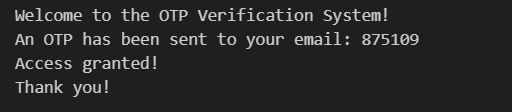 Welcome to the OTP Verification System!
An OTP has been sent to your email: 875109
Access granted!
Thank you!